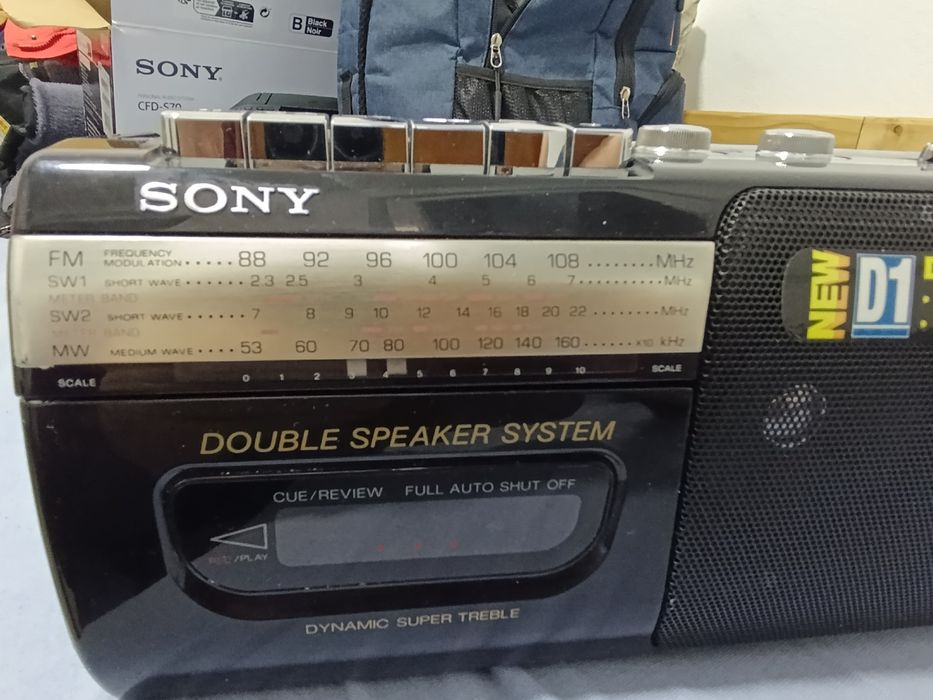 B Black
Noir
SONY
PERSONAL AUDIO SYSTEM
CFD-S70
SONY
FM FREQUENCY MODULATION ..... 88 92 96 100 104 108 ........ MHz
SW1 SHORT WAVE ...... 2.3 2.5 3 4 5 6 7 ........ MHz
METER BAND
SW2 SHORT WAVE ...... 7 8 9 10 12 14 16 18 20 22 ...... MHz
METER BAND
MW MEDIUM WAVE .... 53 60 70 80 100 120 140 160 ..... x10 kHz
SCALE 0 1 2 3 4 5 6 7 8 9 10 SCALE
NEW
D1
DOUBLE SPEAKER SYSTEM
CUE/REVIEW FULL AUTO SHUT OFF
REC/PLAY
DYNAMIC SUPER TREBLE